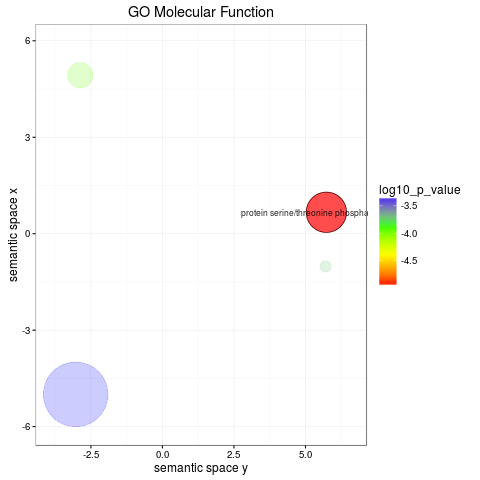 GO Molecular Function
6
3
0
-3
-6
semantic space x
-2.5
0.0
2.5
5.0
semantic space y
protein serine/threonine phospha
log10_p_value
-3.5
-4.0
-4.5